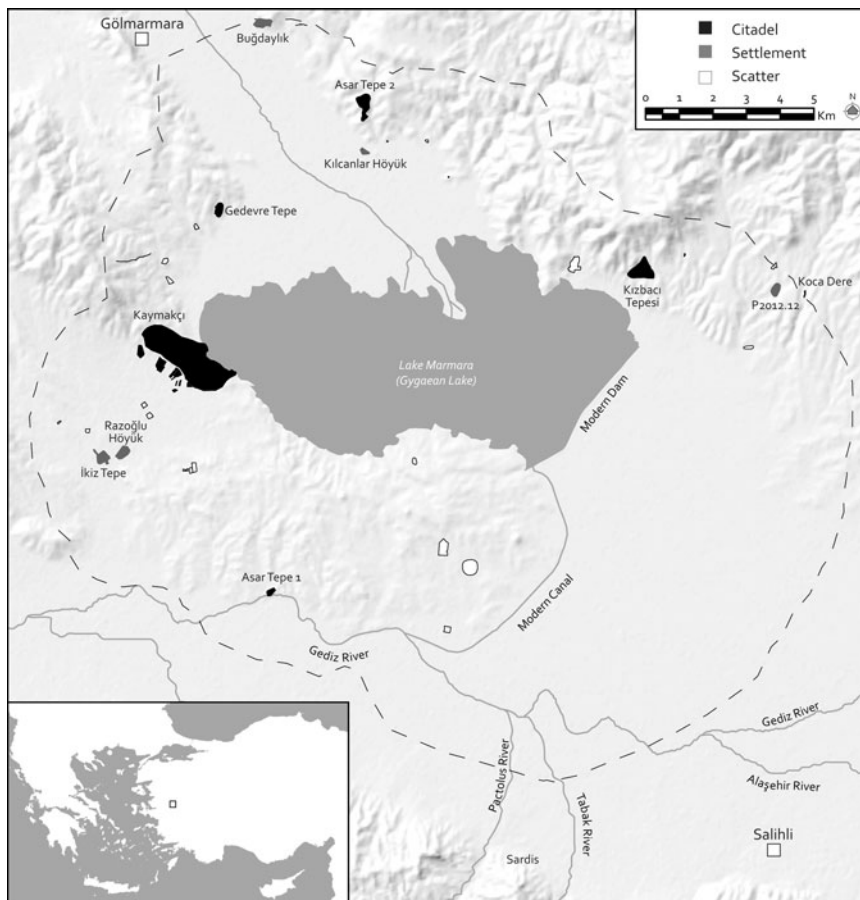 Gölmarmara
Buğdaylık
Asar Tepe 2
Kılcanlar Höyük
Gedevre Tepe
Citadel
Settlement
Scatter
0 1 2 3 4 5
Km
N
Kaymakçı
Kızbacı
Tepesi
Koca Dere
P2012.12
Lake Marmara
(Gygaean Lake)
Modern Dam
Razoğlu
Höyük
İkiz Tepe
Asar Tepe 1
Modern Canal
Gediz River
Gediz River
Alaşehir River
Pactolus River
Tabak River
Sardis
Salihli